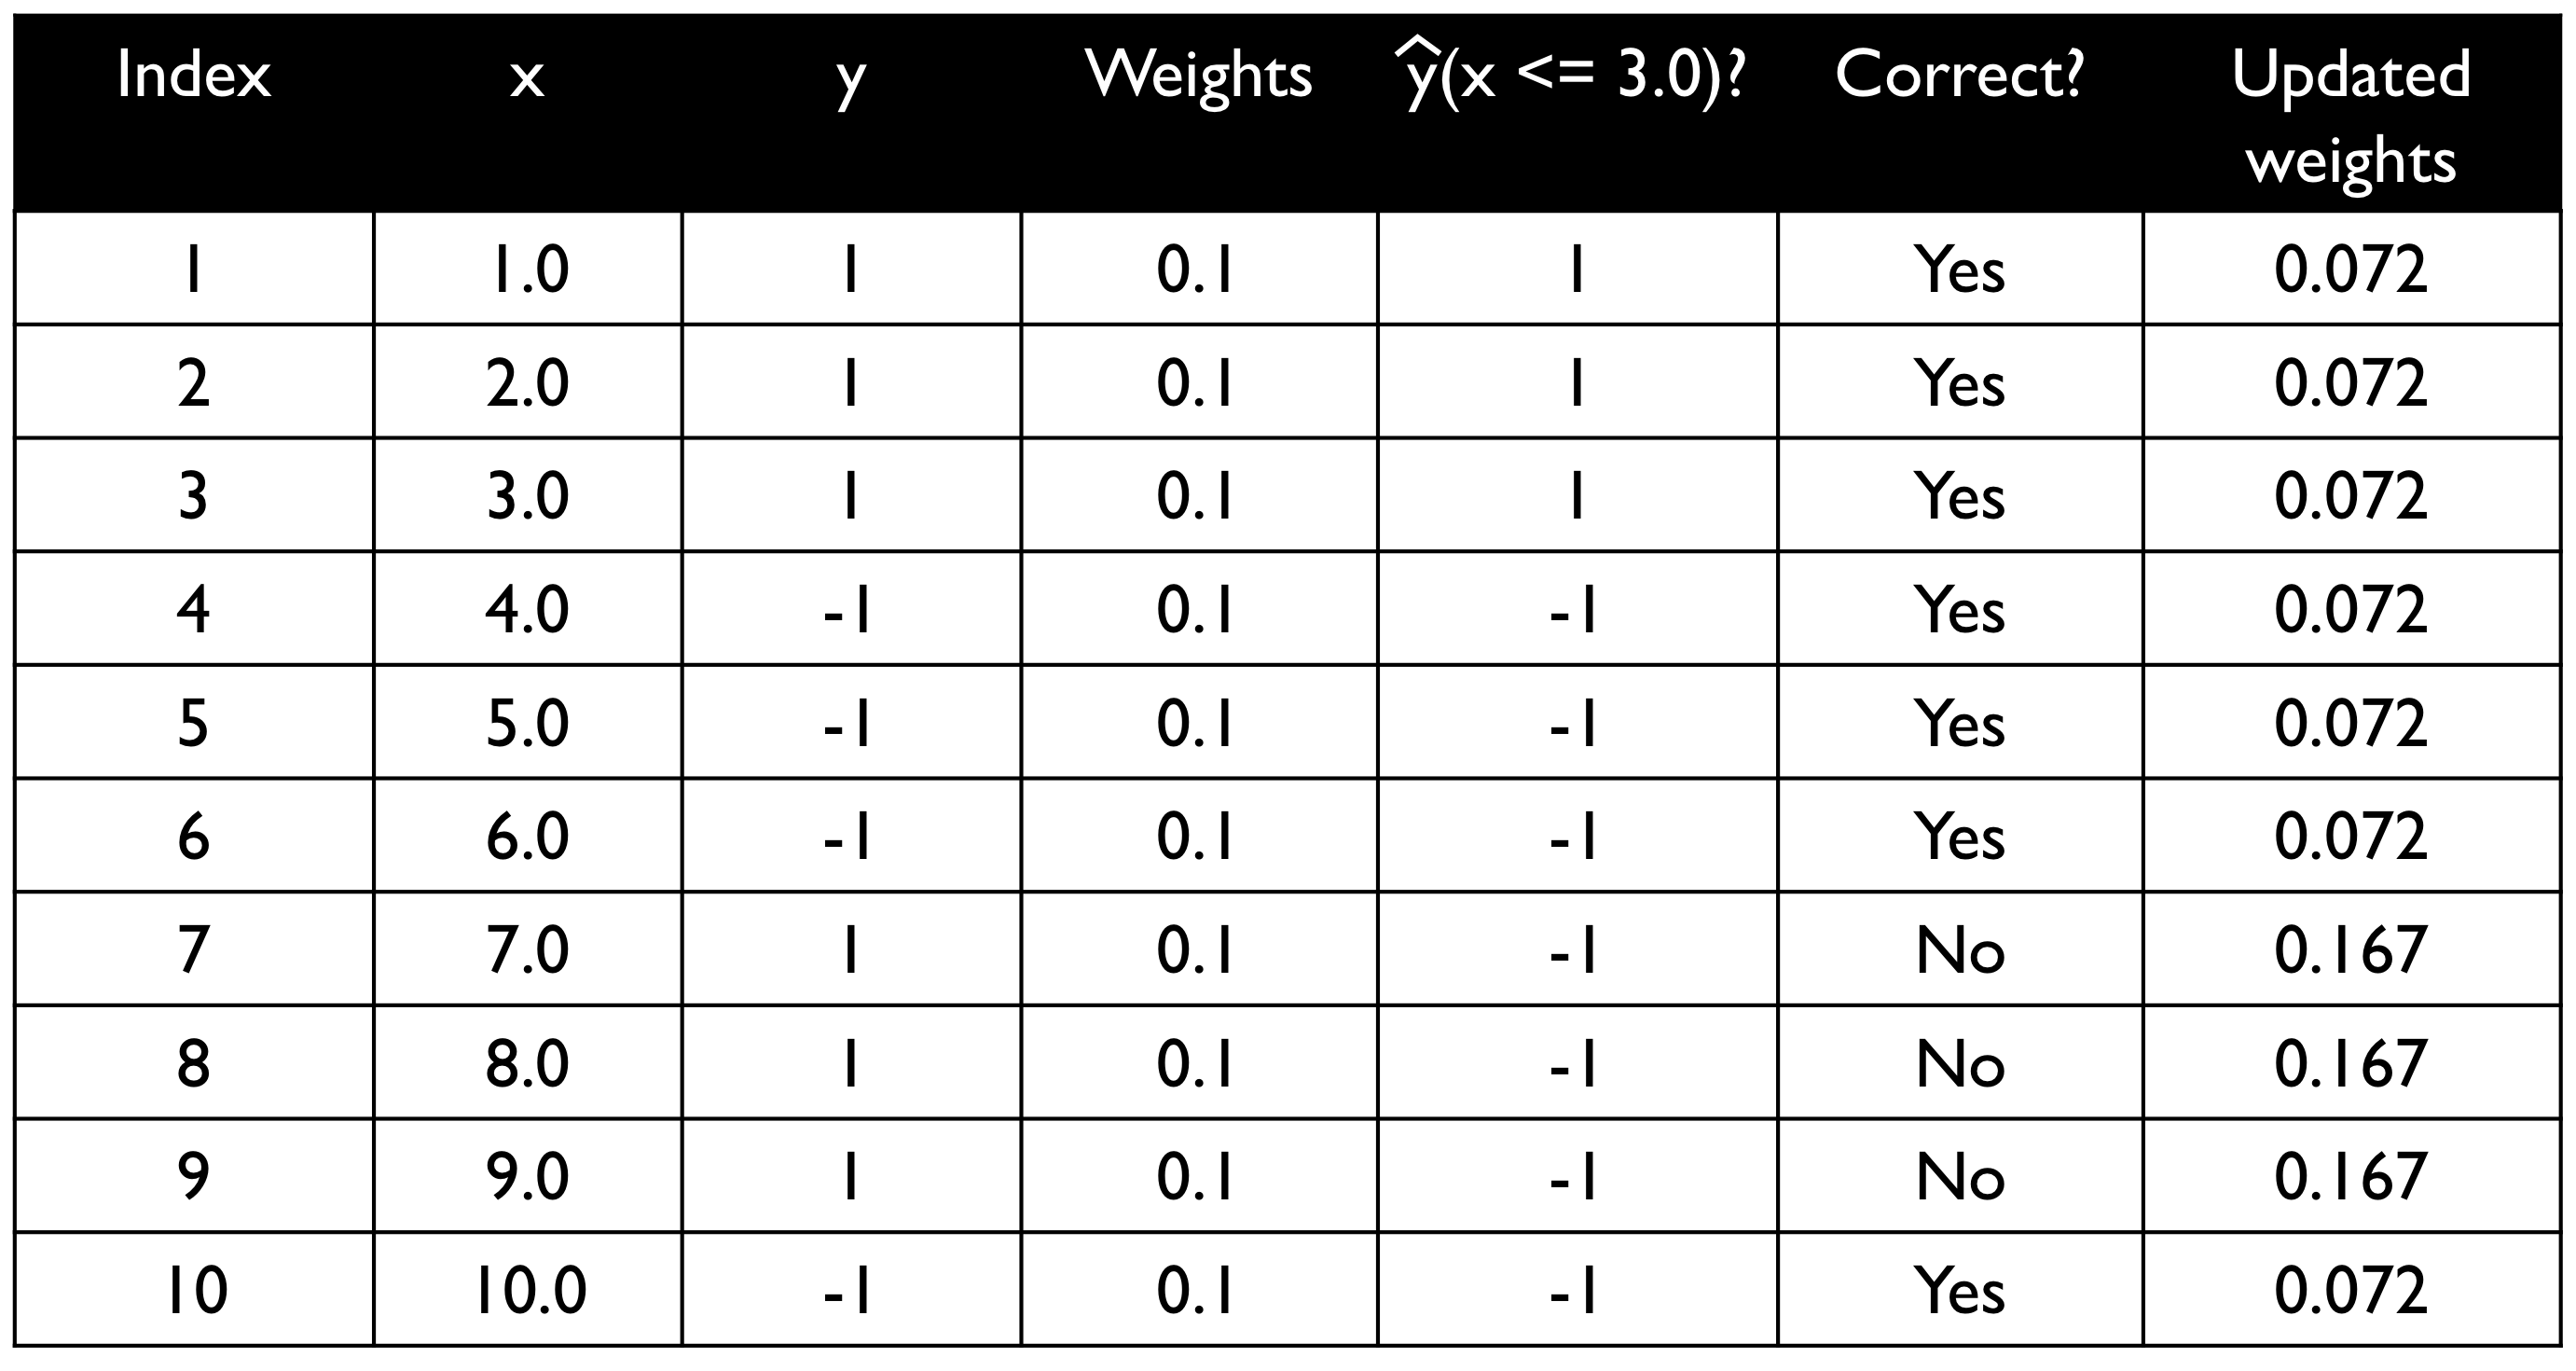 Index x y Weights ŷ(x <= 3.0)? Correct? Updated
weights
1 1.0 1 0.1 1 Yes 0.072
2 2.0 1 0.1 1 Yes 0.072
3 3.0 1 0.1 1 Yes 0.072
4 4.0 -1 0.1 -1 Yes 0.072
5 5.0 -1 0.1 -1 Yes 0.072
6 6.0 -1 0.1 -1 Yes 0.072
7 7.0 1 0.1 -1 No 0.167
8 8.0 1 0.1 -1 No 0.167
9 9.0 1 0.1 -1 No 0.167
10 10.0 -1 0.1 -1 Yes 0.072